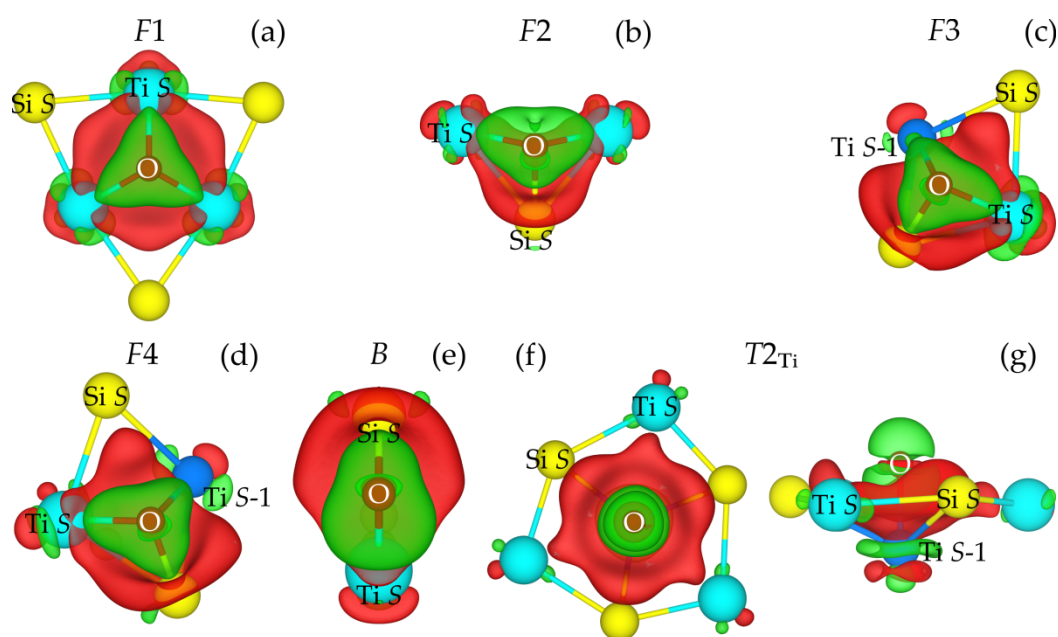 F1
(a)
Si S
Ti S
O
F2
(b)
Ti S
O
Si S
F3
(c)
Si S
Ti S-1
O
Ti S
F4
(d)
Si S
Ti S
O
Ti S-1
B
(e)
Si S
O
Ti S
(f)
T2Ti
(g)
Ti S
Si S
O
O
Ti S
Si S
Ti S-1